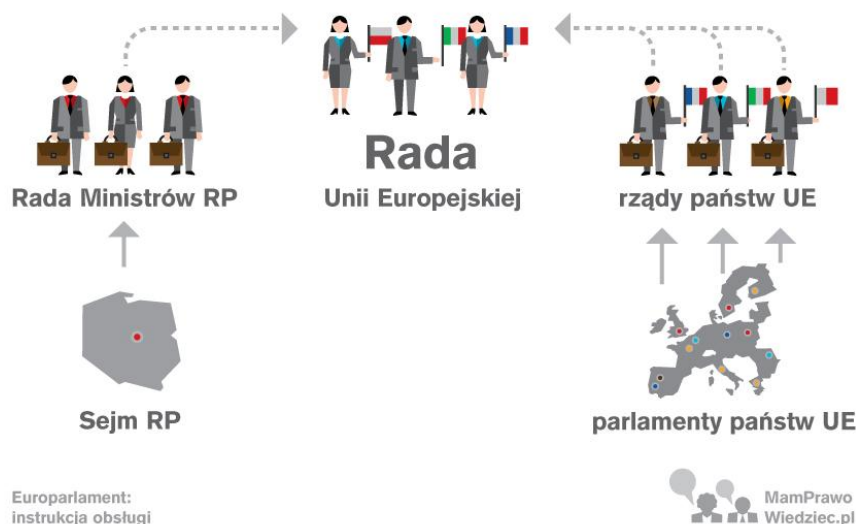 Rada
Unii Europejskiej
Rada Ministrów RP
rządy państw UE
Sejm RP
parlamenty państw UE
Europarlament:
instrukcja obsługi
MamPrawo
Wiedziec.pl